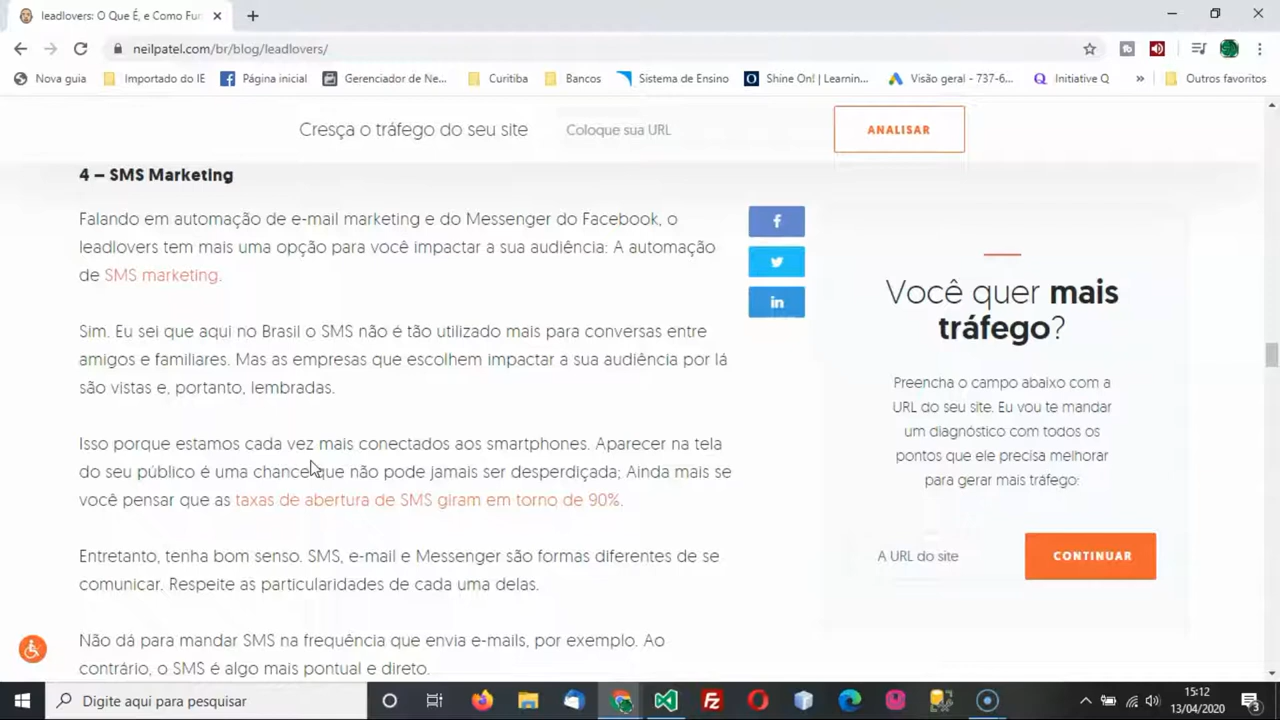 leadlovers: O Que É, e Como Fun
neilpatel.com/br/blog/leadlovers/
Nova guia
Importado do IE
Página inicial
Gerenciador de Ne...
Curitiba
Bancos
Sistema de Ensino
Shine On! | Learnin...
Visão geral - 737-6...
Initiative Q
»
Outros favoritos
Cresça o tráfego do seu site
Coloque sua URL
ANALISAR
4 – SMS Marketing
Falando em automação de e-mail marketing e do Messenger do Facebook, o
leadlovers tem mais uma opção para você impactar a sua audiência: A automação
de SMS marketing.
Sim. Eu sei que aqui no Brasil o SMS não é tão utilizado mais para conversas entre
amigos e familiares. Mas as empresas que escolhem impactar a sua audiência por lá
são vistas e, portanto, lembradas.
Isso porque estamos cada vez mais conectados aos smartphones. Aparecer na tela
do seu público é uma chance que não pode jamais ser desperdiçada; Ainda mais se
você pensar que as taxas de abertura de SMS giram em torno de 90%.
Entretanto, tenha bom senso. SMS, e-mail e Messenger são formas diferentes de se
comunicar. Respeite as particularidades de cada uma delas.
Não dá para mandar SMS na frequência que envia e-mails, por exemplo. Ao
contrário, o SMS é algo mais pontual e direto.
Você quer mais
tráfego?
Preencha o campo abaixo com a
URL do seu site. Eu vou te mandar
um diagnóstico com todos os
pontos que ele precisa melhorar
para gerar mais tráfego:
A URL do site
CONTINUAR
Digite aqui para pesquisar
15:12
13/04/2020
3